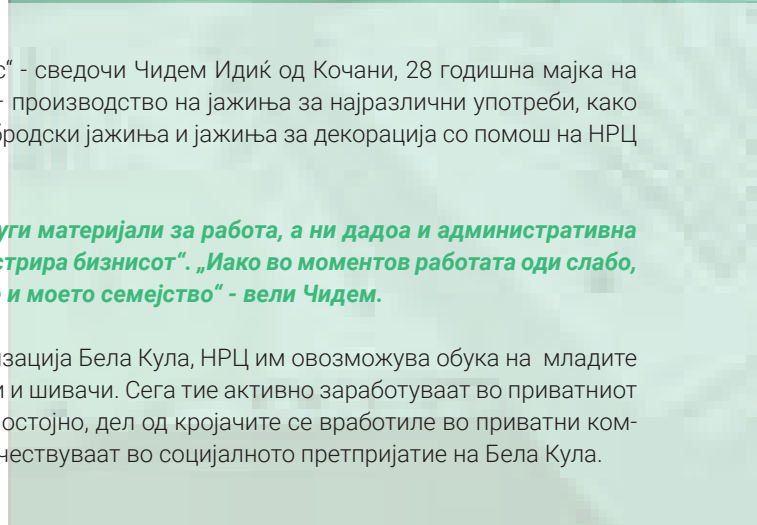 с“ - сведочи Чидем Идиќ од Кочани, 28 годишна мајка на
- производство на јажиња за најразлични употреби, како
бродски јажиња и јажиња за декорација со помош на НРЦ
уги материјали за работа, а ни дадоа и административна
стрира бизнисот“. „Иако во моментов работата оди слабо,
и моето семејство“ - вели Чидем.
изација Бела Кула, НРЦ им овозможува обука на младите
и и шивачи. Сега тие активно заработуваат во приватниот
остојно, дел од кројачите се вработиле во приватни ком-
чествуваат во социјалното претпријатие на Бела Кула.